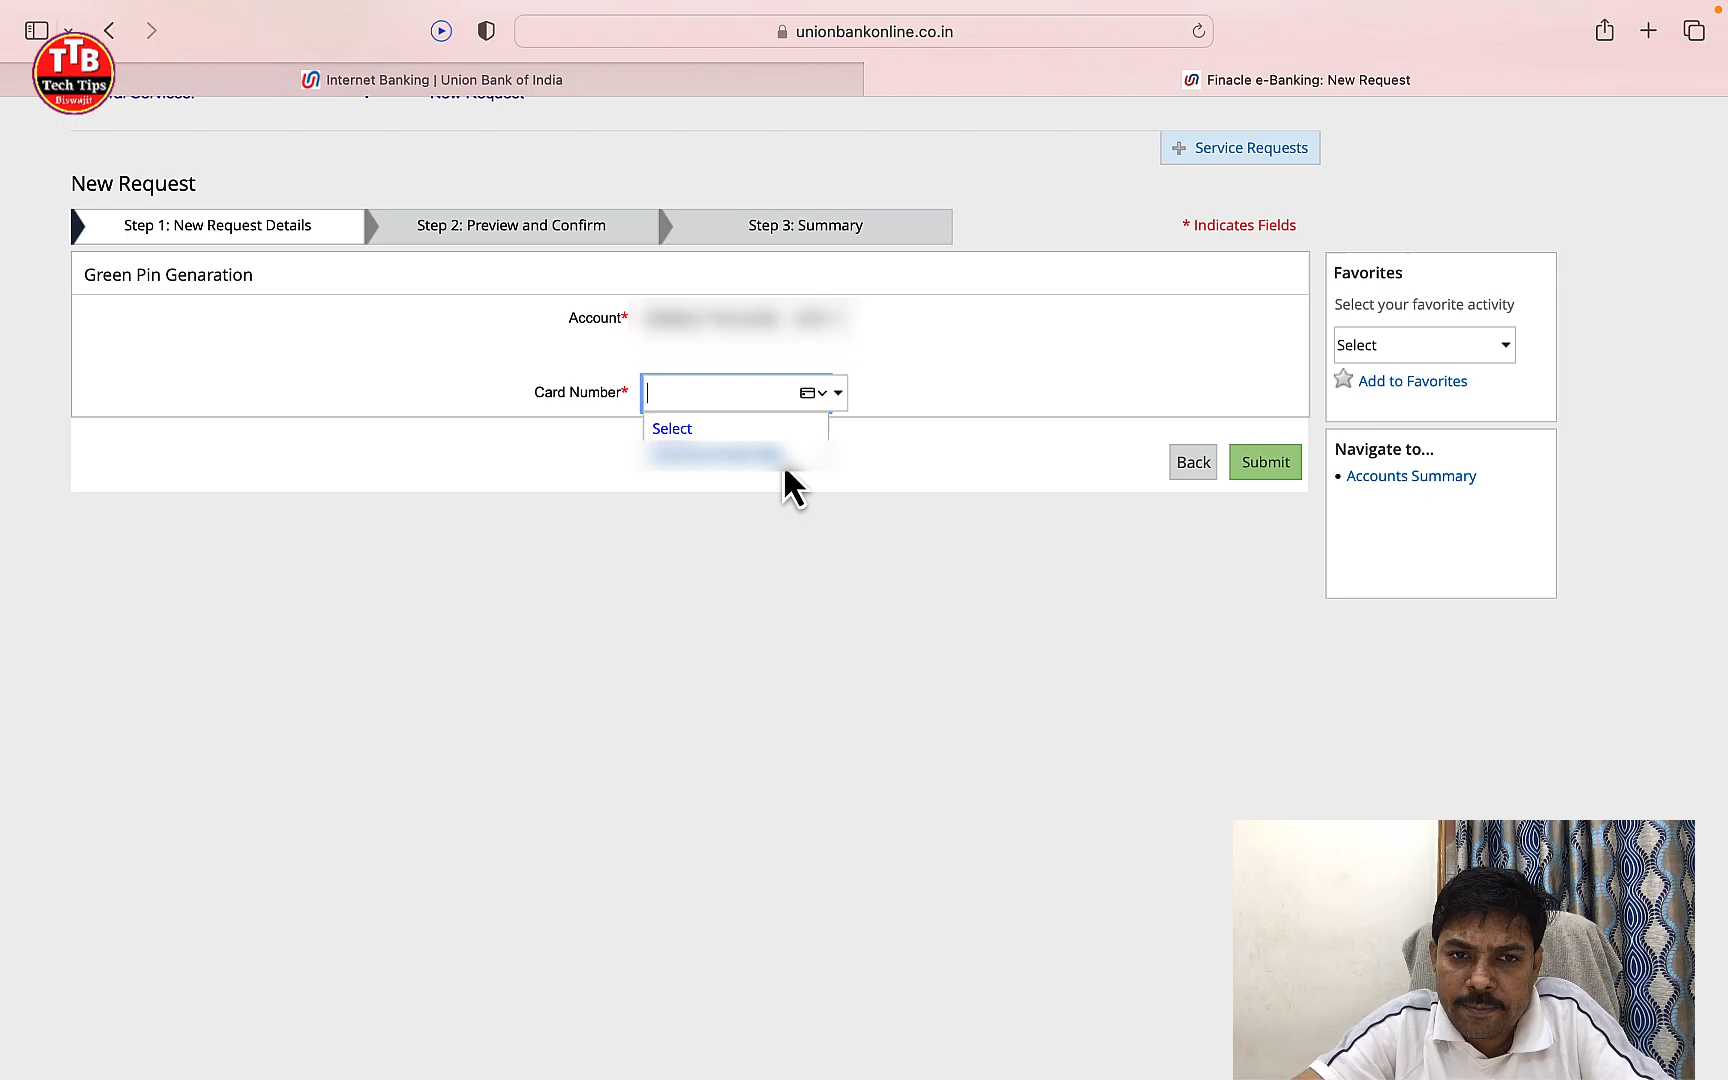 unionbankonline.co.in
TTB
Tech Tips
Biswajit
Internet Banking | Union Bank of India
Finacle e-Banking: New Request
New Request
+ Service Requests
New Request
Step 1: New Request Details
Step 2: Preview and Confirm
Step 3: Summary
* Indicates Fields
Green Pin Genaration
Account*
Card Number*
Select
Back
Submit
Favorites
Select your favorite activity
Select
Add to Favorites
Navigate to...
• Accounts Summary